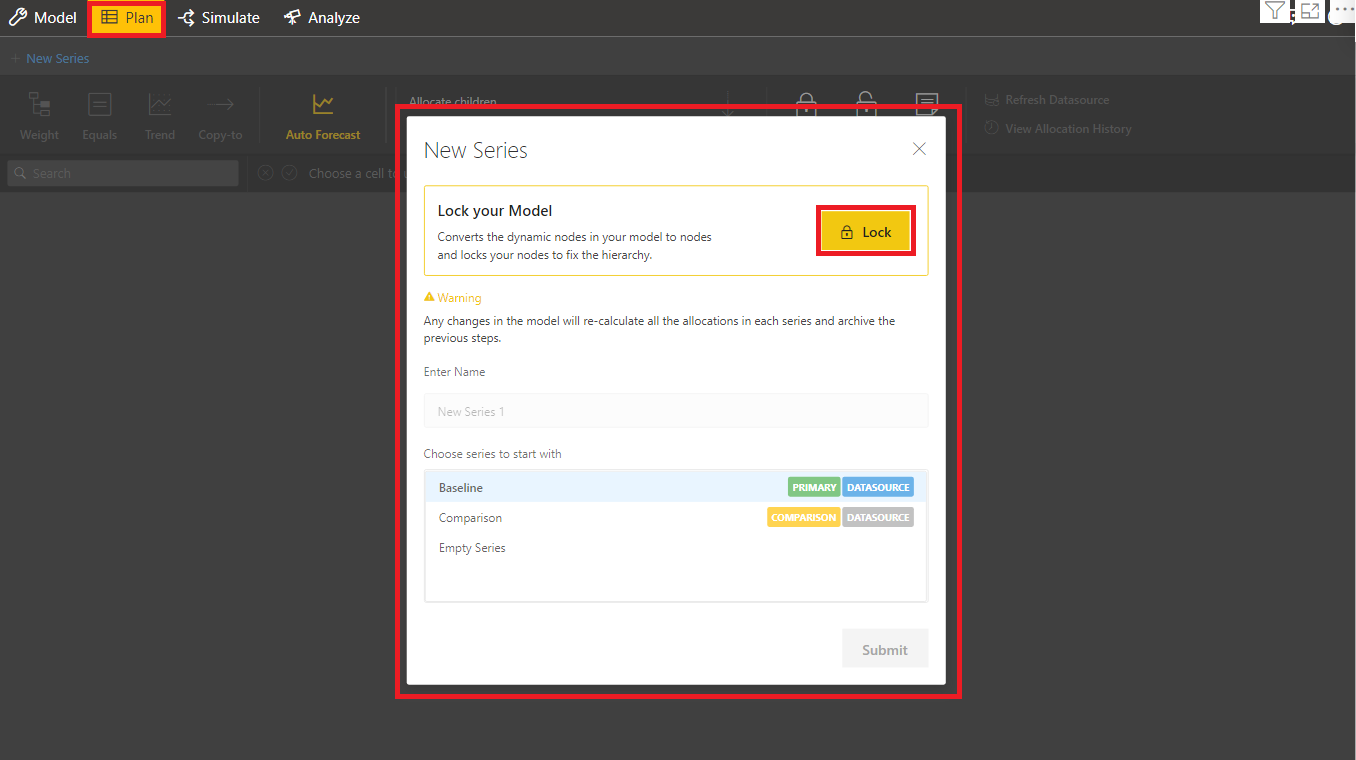 Model
Plan
Simulate
Analyze
+ New Series
Weight
Equals
Trend
Copy-to
Auto Forecast
Allocate children
Refresh Datasource
View Allocation History
Search
Choose a cell to
New Series
Lock your Model
Converts the dynamic nodes in your model to nodes
and locks your nodes to fix the hierarchy.
Lock
Warning
Any changes in the model will re-calculate all the allocations in each series and archive the
previous steps.
Enter Name
New Series 1
Choose series to start with
Baseline PRIMARY DATASOURCE
Comparison COMPARISON DATASOURCE
Empty Series
Submit